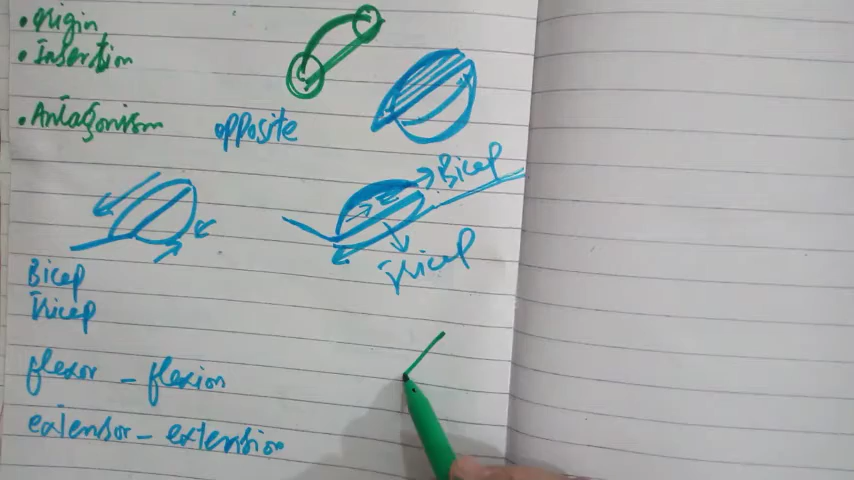 • Origin
• Insertion
• Antagonism opposite
Bicep
Tricep
Bicep
Tricep
flexor - flexion
extensor - extension